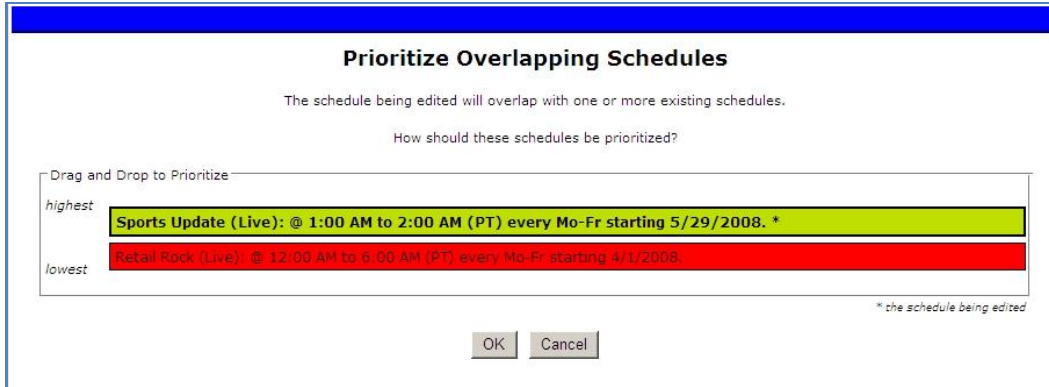 Prioritize Overlapping Schedules
The schedule being edited will overlap with one or more existing schedules.
How should these schedules be prioritized?
Drag and Drop to Prioritize
highest
Sports Update (Live): @ 1:00 AM to 2:00 AM (PT) every Mo-Fr starting 5/29/2008. *
Retail Rock (Live): @ 12:00 AM to 6:00 AM (PT) every Mo-Fr starting 4/1/2008.
lowest
* the schedule being edited
OK Cancel